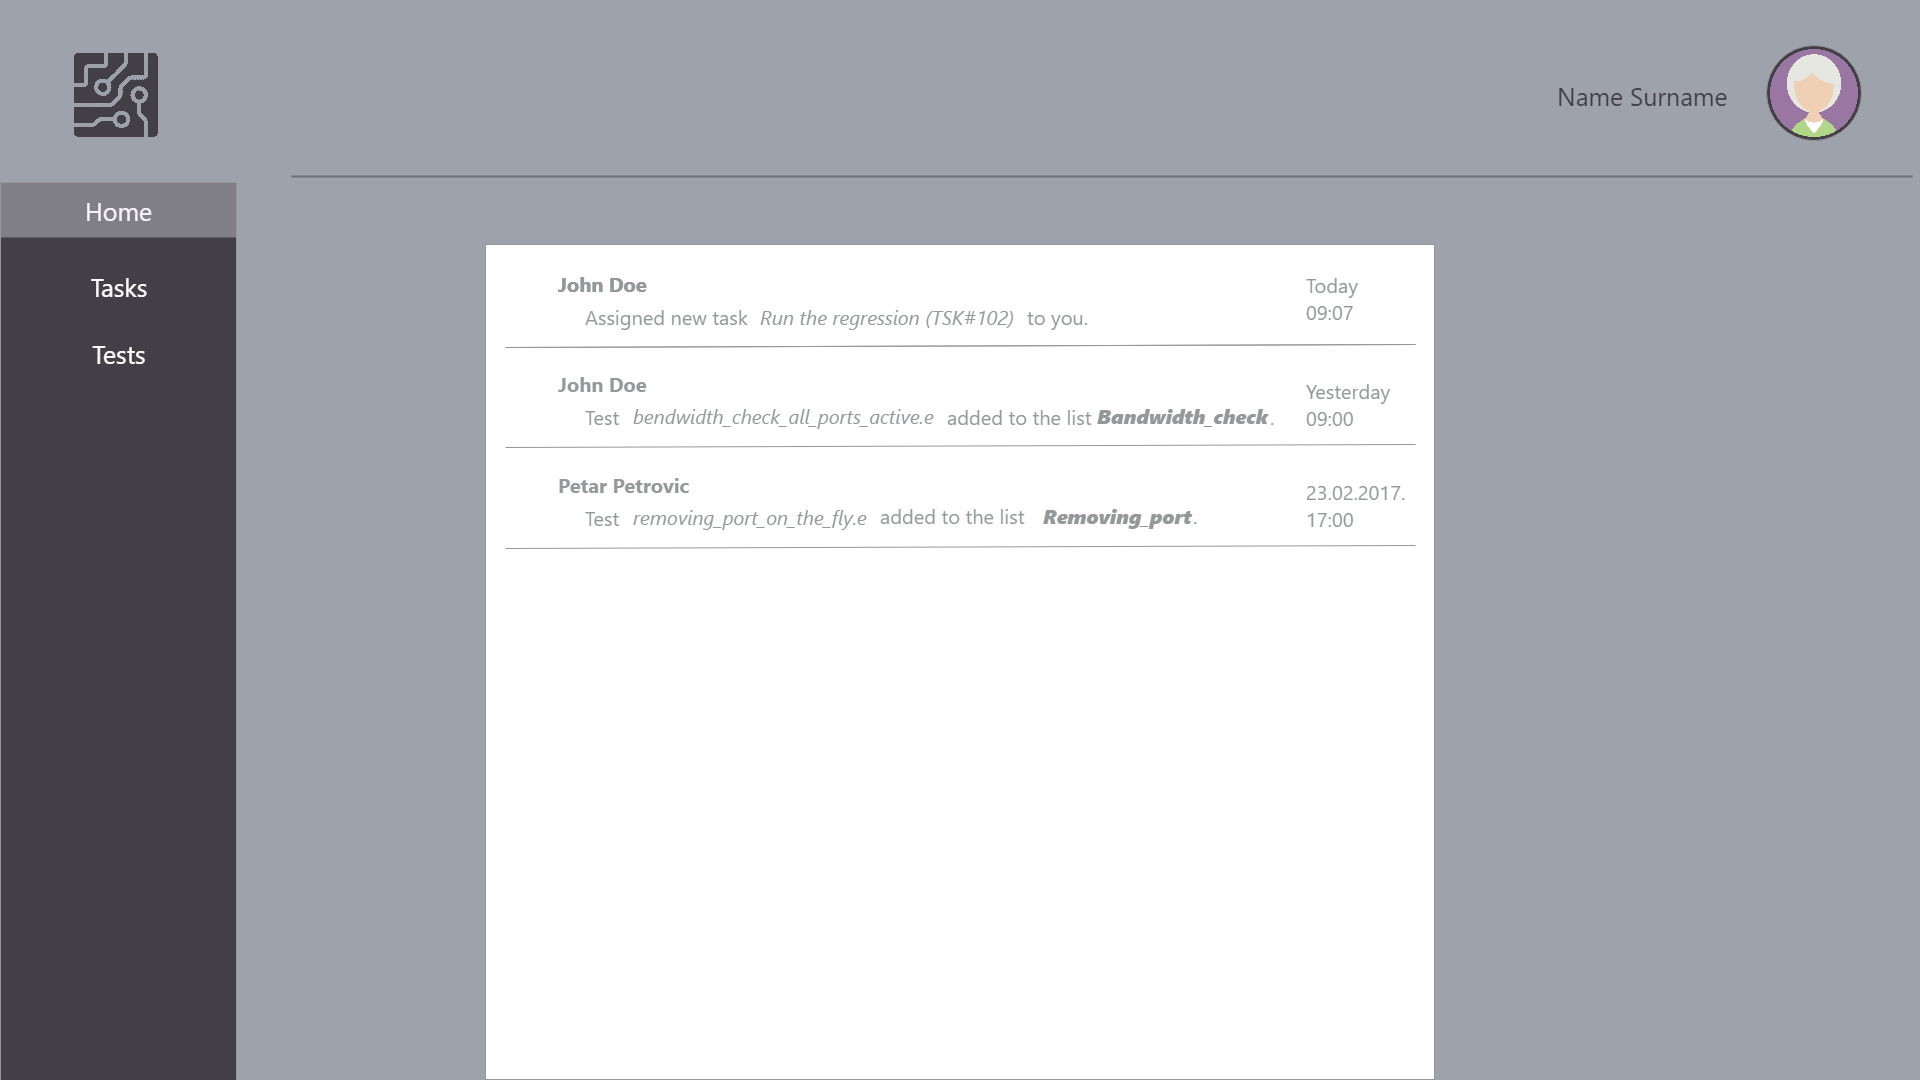 Name Surname
Home
Tasks
Tests
John Doe
Today
Assigned new task Run the regression (TSK#102) to you.
09:07
John Doe
Yesterday
Test bendwidth_check_all_ports_active.e added to the list Bandwidth_check.
09:00
Petar Petrovic
23.02.2017.
Test removing_port_on_the_fly.e added to the list Removing_port.
17:00